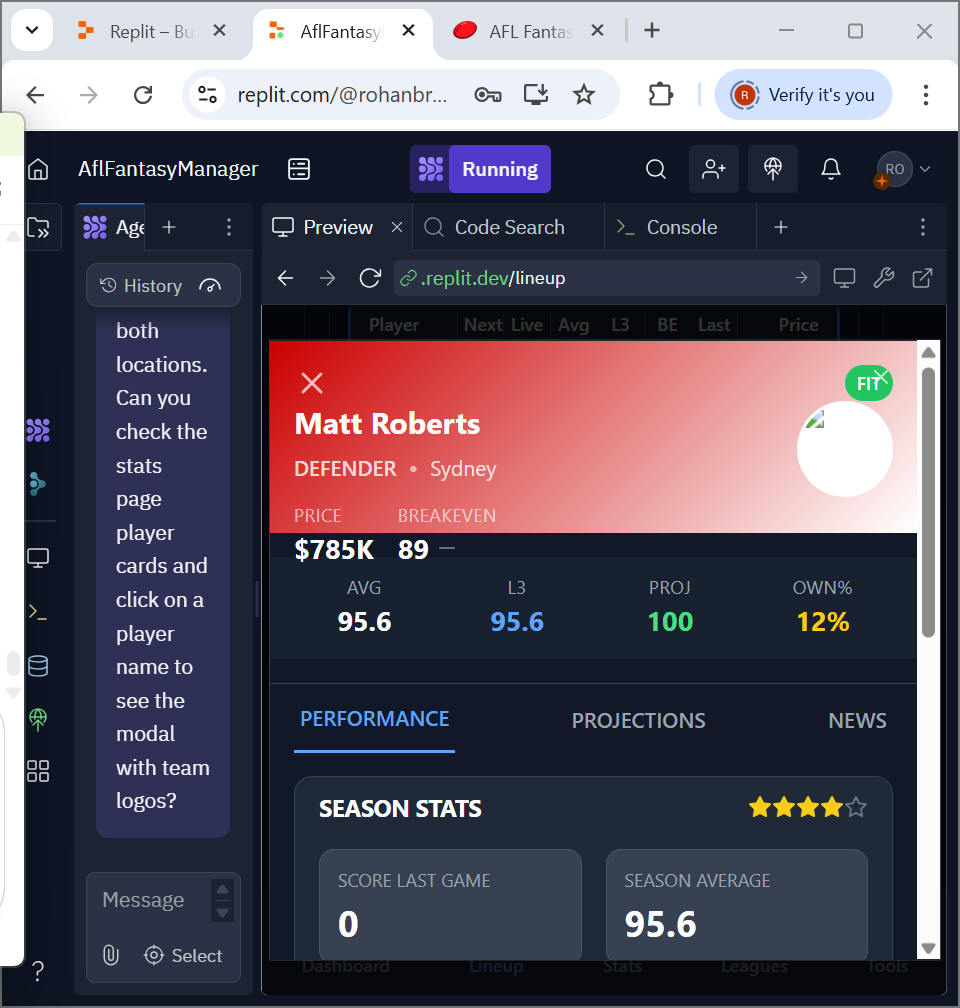 Replit – Bu
AflFantasy
AFL Fantas
replit.com/@rohanbr...
R
Verify it's you
AflFantasyManager
Running
RO
Age
Preview
Code Search
Console
History
.replit.dev/lineup
both
locations.
Can you
check the
stats
page
player
cards and
click on a
player
name to
see the
modal
with team
logos?
Message
Select
?
Player Next Live Avg L3 BE Last Price
FIT
Matt Roberts
DEFENDER • Sydney
PRICE BREAKEVEN
$785K 89 —
AVG L3 PROJ OWN%
95.6 95.6 100 12%
PERFORMANCE PROJECTIONS NEWS
SEASON STATS
SCORE LAST GAME SEASON AVERAGE
0 95.6
Dashboard Lineup Stats Leagues Tools